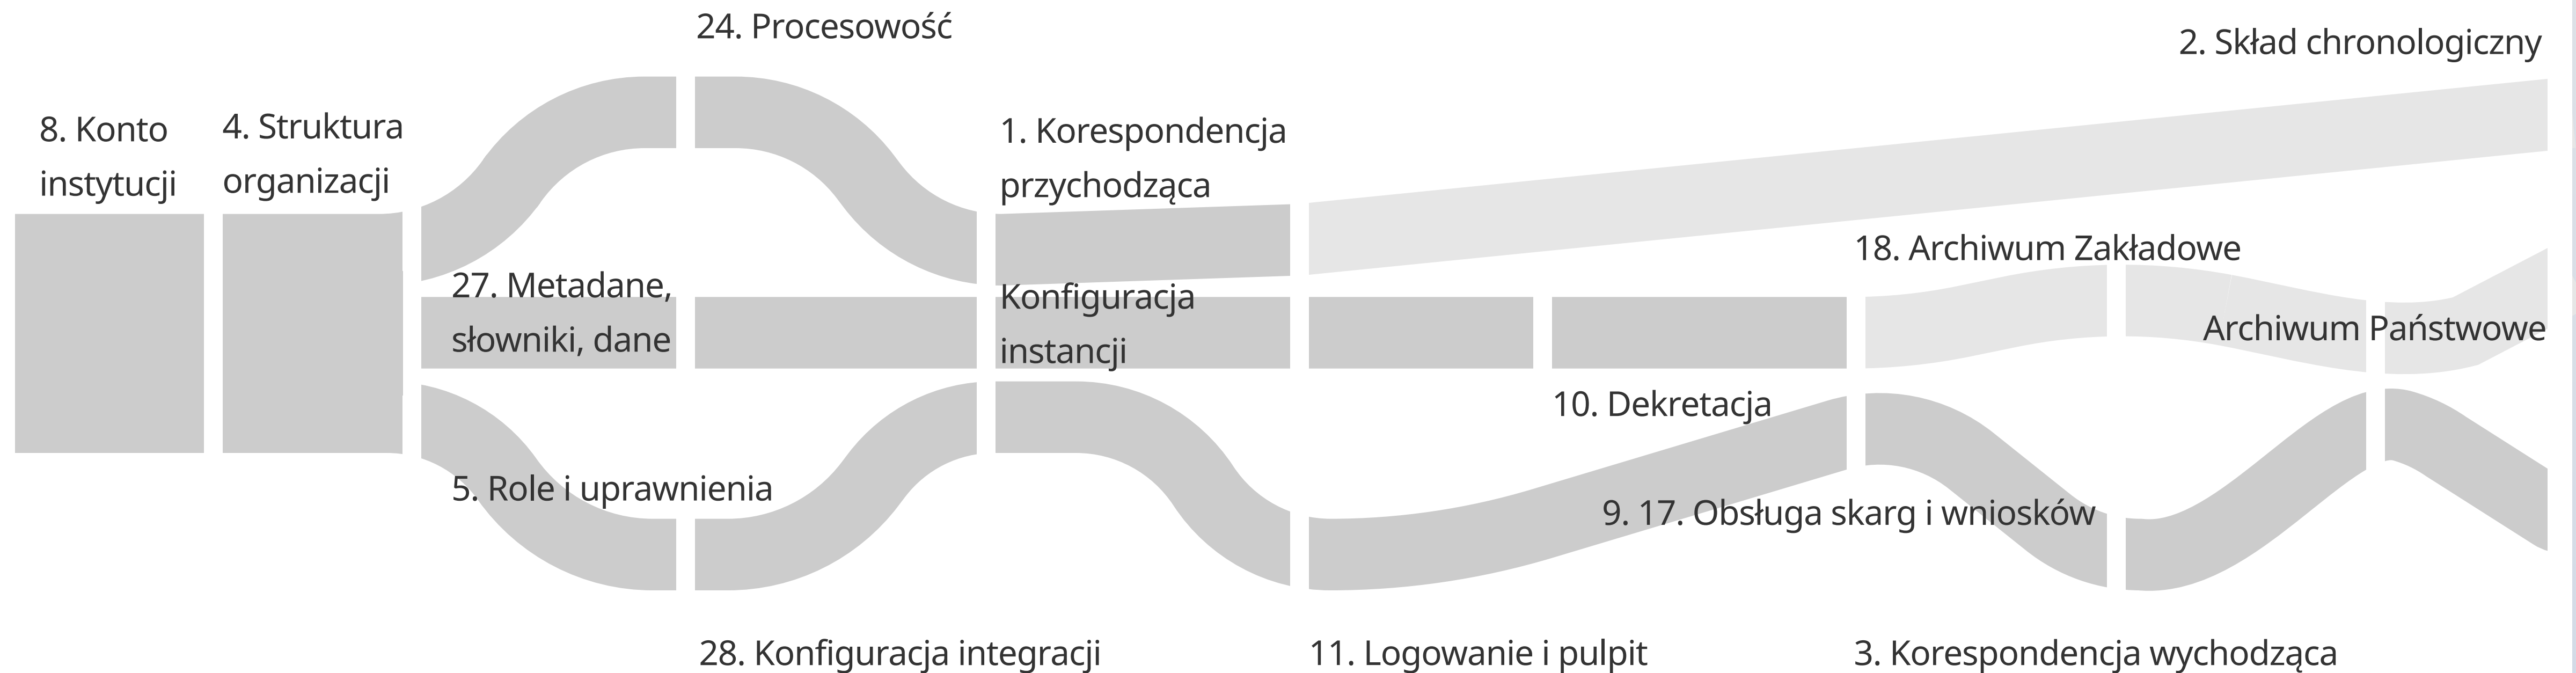 24. Procesowość
2. Skład chronologiczny
8. Konto
instytucji
4. Struktura
organizacji
1. Korespondencja
przychodząca
18. Archiwum Zakładowe
27. Metadane,
słowniki, dane
Konfiguracja
instancji
Archiwum Państwowe
10. Dekretacja
5. Role i uprawnienia
9. 17. Obsługa skarg i wniosków
28. Konfiguracja integracji
11. Logowanie i pulpit
3. Korespondencja wychodząca